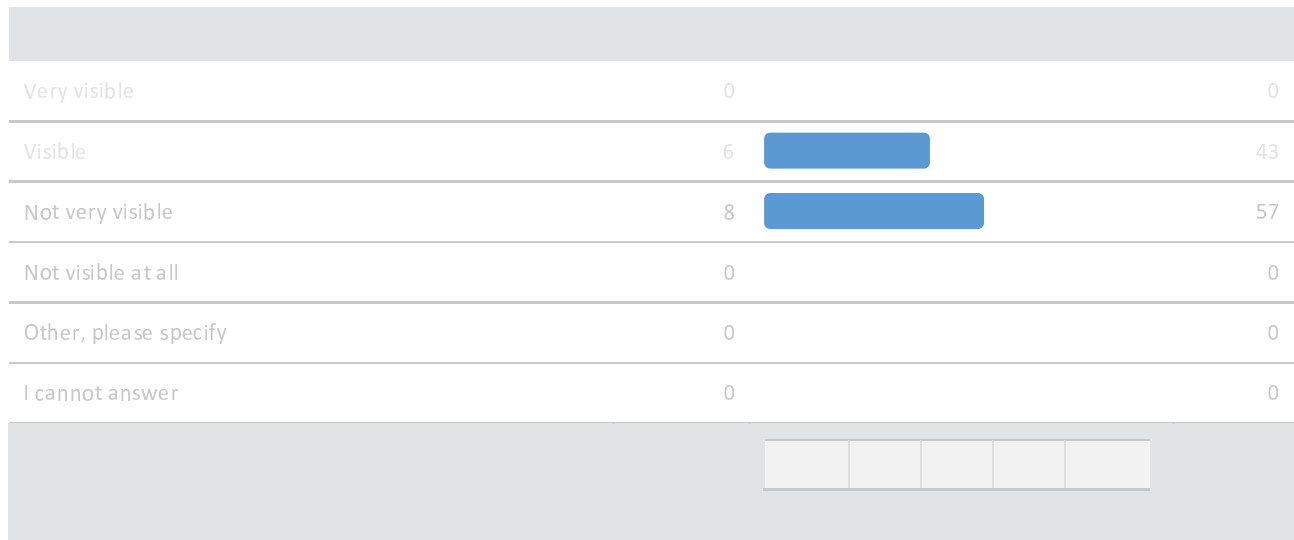 Very visible 0 0
Visible 6 43
Not very visible 8 57
Not visible at all 0 0
Other, please specify 0 0
I cannot answer 0 0